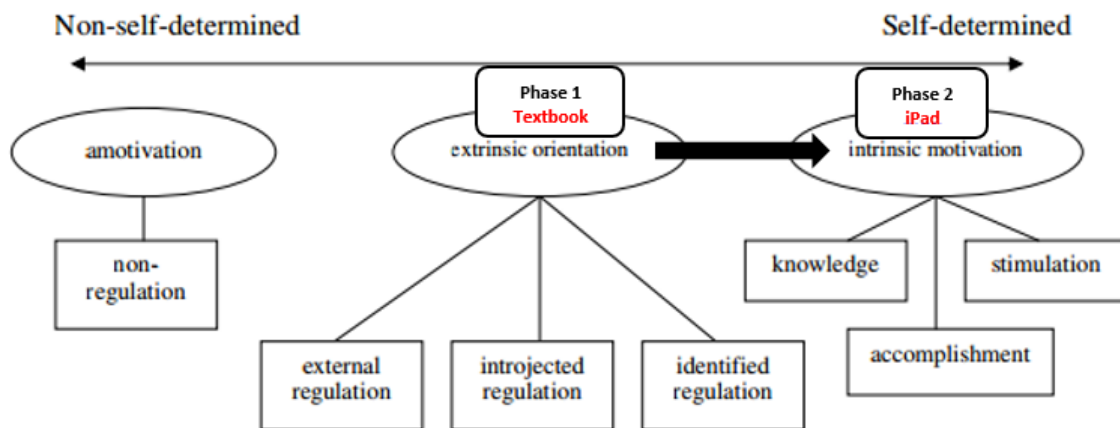 Non-self-determined
Self-determined
Phase 1
Textbook
Phase 2
iPad
amotivation
extrinsic orientation
intrinsic motivation
non-
regulation
knowledge
stimulation
accomplishment
external
regulation
introjected
regulation
identified
regulation